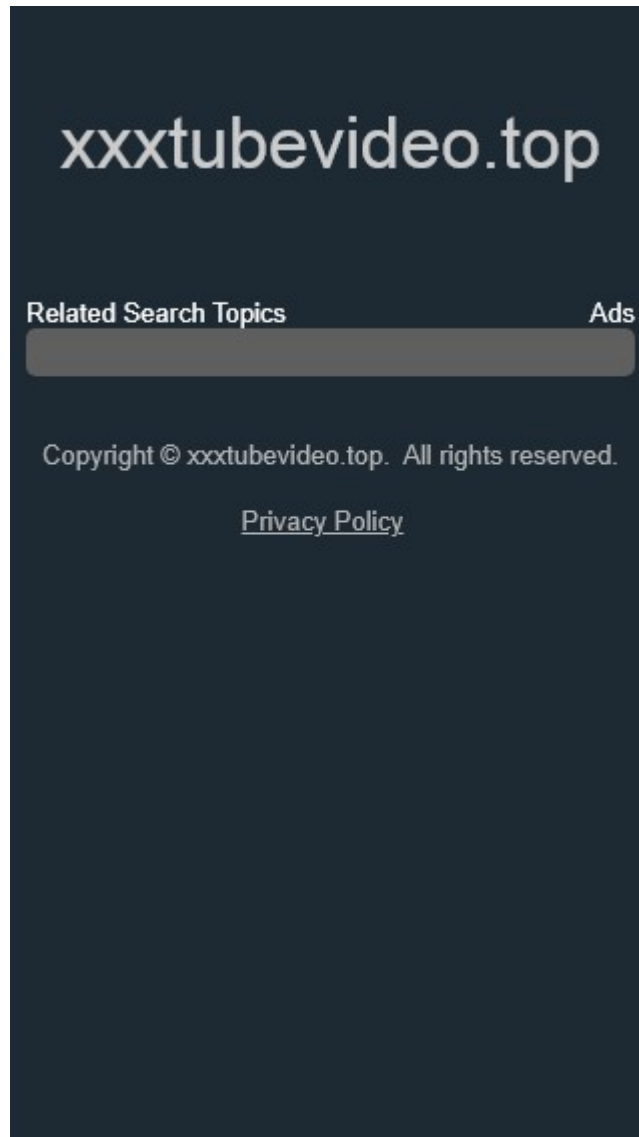 xxxtubevideo.top
Related Search Topics Ads
Copyright © xxxtubevideo.top. All rights reserved.
Privacy Policy